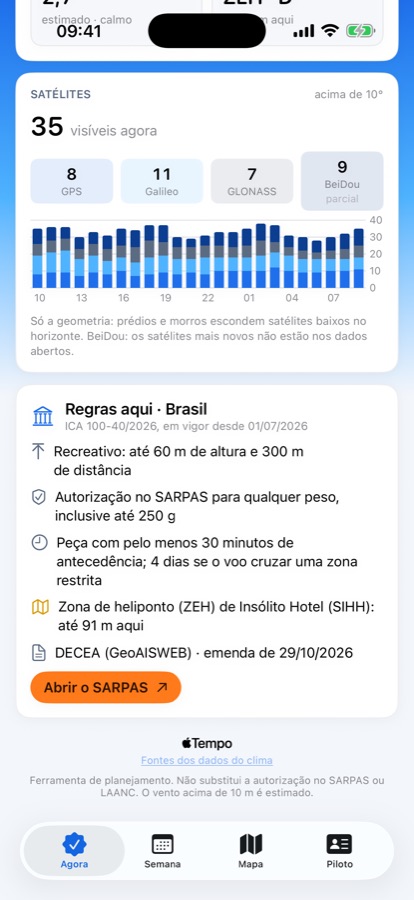 estimado · calmo
09:41
SATÉLITES
acima de 10°
35 visíveis agora
8
GPS
11
Galileo
7
GLONASS
9
BeiDou
parcial
40
30
20
10
0
10 13 16 19 22 01 04 07
Só a geometria: prédios e morros escondem satélites baixos no
horizonte. BeiDou: os satélites mais novos não estão nos dados
abertos.
Regras aqui · Brasil
ICA 100-40/2026, em vigor desde 01/07/2026
Recreativo: até 60 m de altura e 300 m
de distância
Autorização no SARPAS para qualquer peso,
inclusive até 250 g
Peça com pelo menos 30 minutos de
antecedência; 4 dias se o voo cruzar uma zona
restrita
Zona de heliponto (ZEH) de Insólito Hotel (SIHH):
até 91 m aqui
DECEA (GeoAISWEB) · emenda de 29/10/2026
Abrir o SARPAS
Tempo
Fontes dos dados do clima
Ferramenta de planejamento. Não substitui a autorização no SARPAS ou
LAANC. O vento acima de 10 m é estimado.
Agora
Semana
Mapa
Piloto